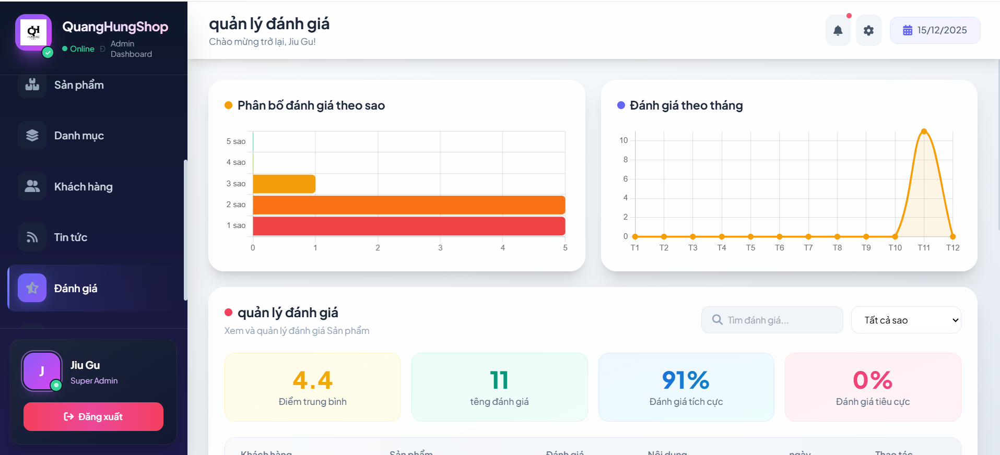 QuangHungShop
Online Đ Admin Dashboard
Sản phẩm
Danh mục
Khách hàng
Tin tức
Đánh giá
J
Jiu Gu
Super Admin
Đăng xuất
quản lý đánh giá
Chào mừng trở lại, Jiu Gu!
15/12/2025
Phân bố đánh giá theo sao
5 sao
4 sao
3 sao
2 sao
1 sao
0 1 2 3 4 5
Đánh giá theo tháng
10
8
6
4
2
0
T1 T2 T3 T4 T5 T6 T7 T8 T9 T10 T11 T12
quản lý đánh giá
Xem và quản lý đánh giá Sản phẩm
Tìm đánh giá...
Tất cả sao
4.4
Điểm trung bình
11
têng đánh giá
91%
Đánh giá tích cực
0%
Đánh giá tiêu cực
Khách hàng Sản phẩm Đánh giá Nội dung ngày Thao tác